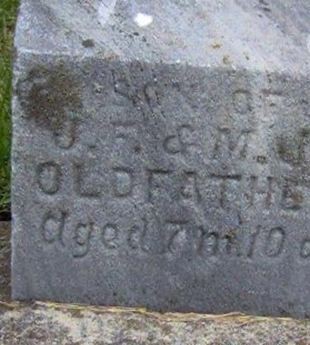 SON OF
J. F. & M. J
OLDFATHE
aged 7 m. 10 d